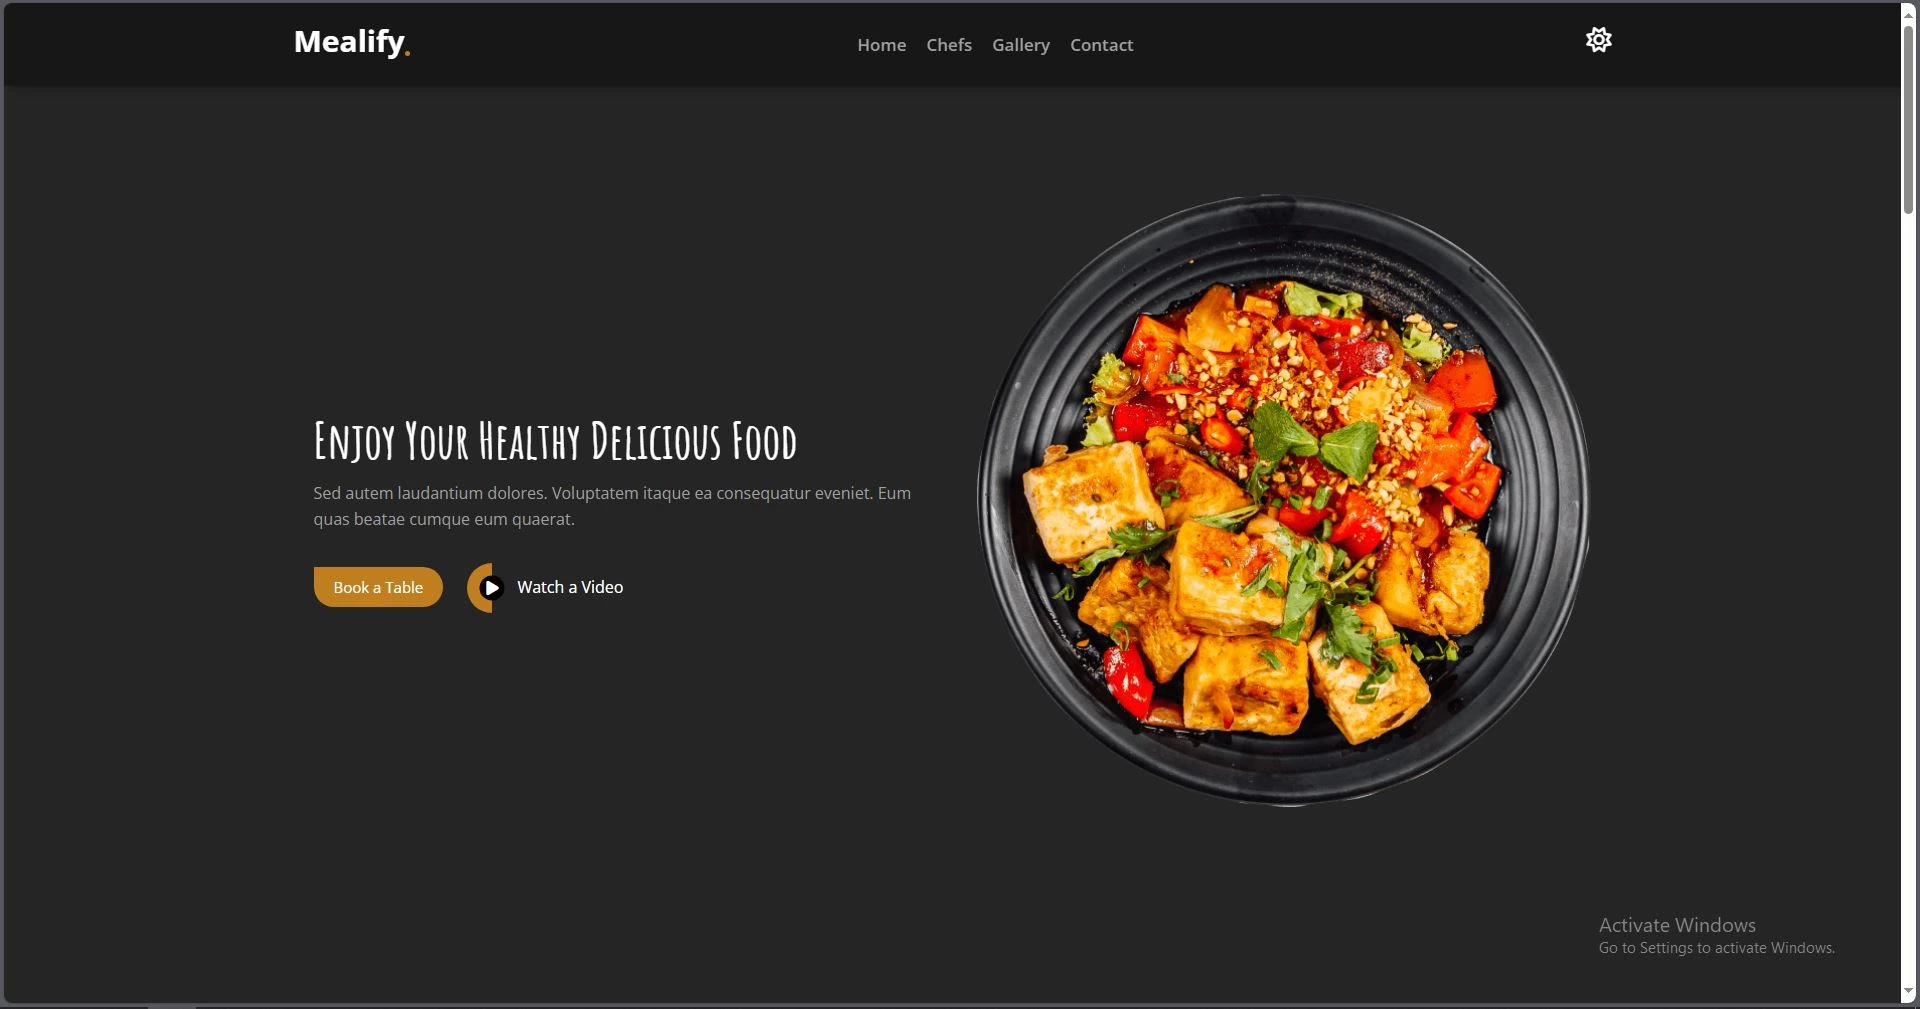 Mealify.
Home Chefs Gallery Contact
Enjoy Your Healthy Delicious Food
Sed autem laudantium dolores. Voluptatem itaque ea consequatur eveniet. Eum
quas beatae cumque eum quaerat.
Book a Table
Watch a Video
Activate Windows
Go to Settings to activate Windows.